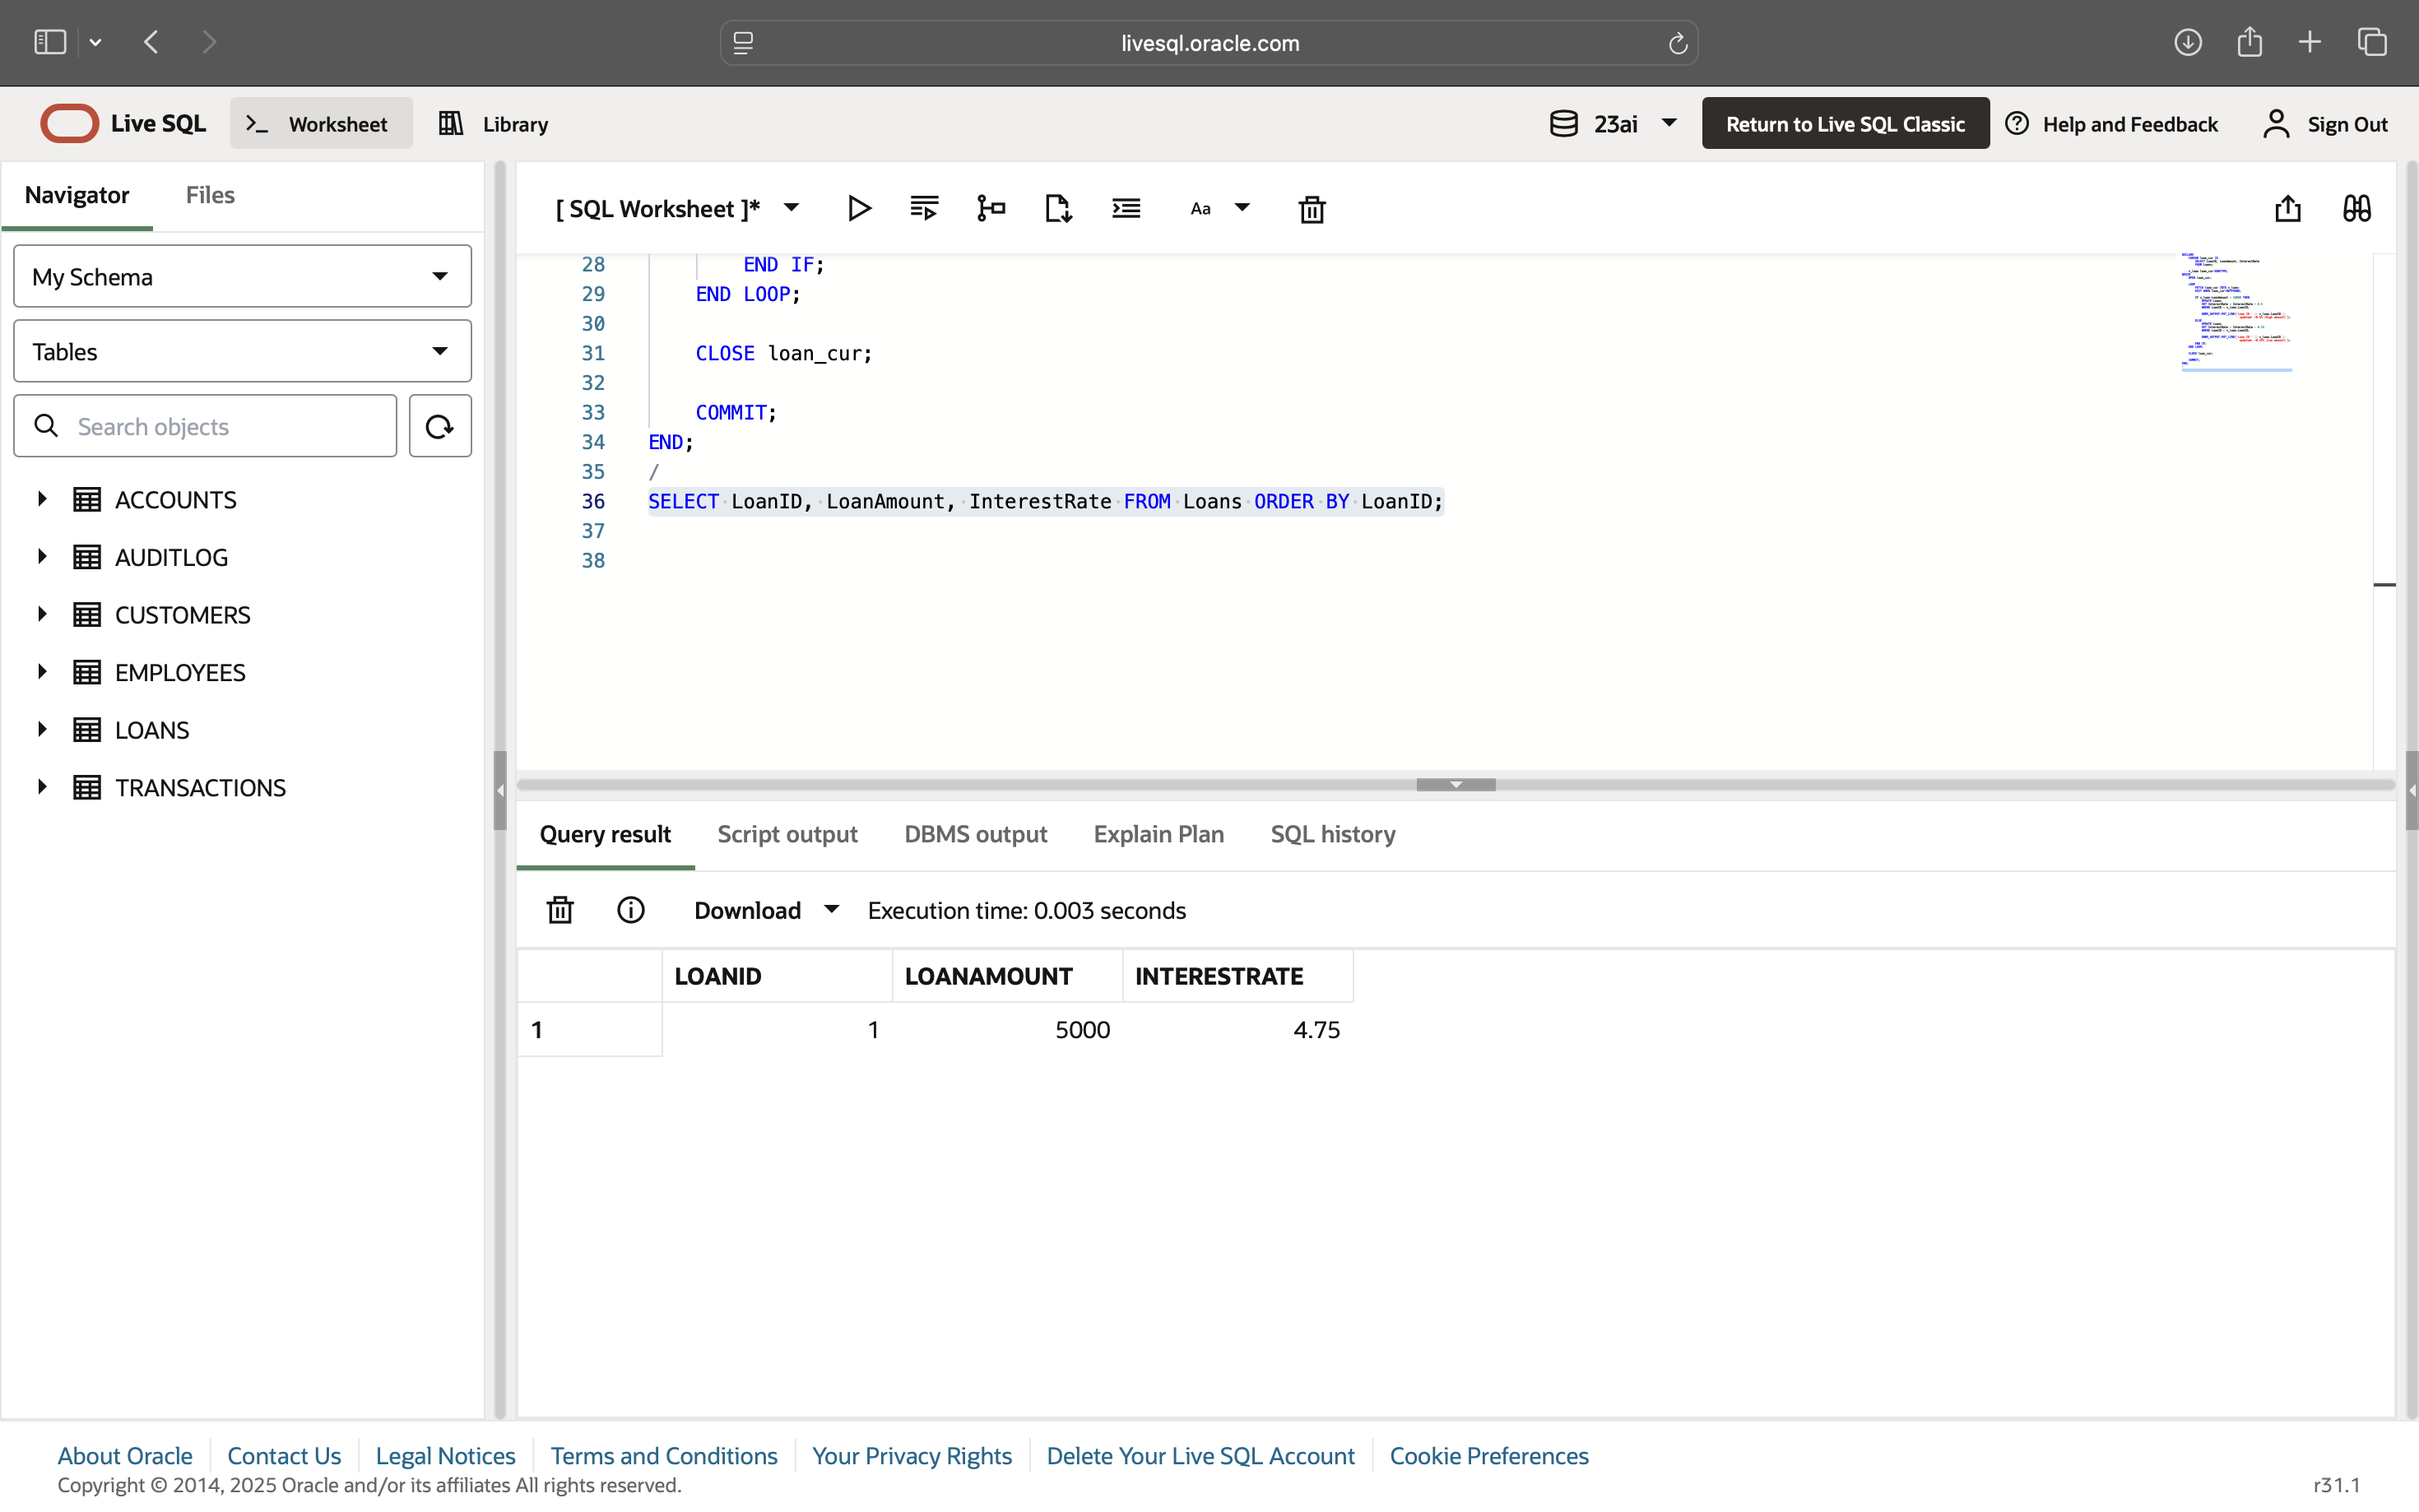 livesql.oracle.com
Live SQL
Worksheet
Library
23ai
Return to Live SQL Classic
Help and Feedback
Sign Out
Navigator
Files
My Schema
Tables
Search objects
ACCOUNTS
AUDITLOG
CUSTOMERS
EMPLOYEES
LOANS
TRANSACTIONS
[ SQL Worksheet ]*
Aa
28 END IF;
29 END LOOP;
30
31 CLOSE loan_cur;
32
33 COMMIT;
34 END;
35 /
36 SELECT LoanID, LoanAmount, InterestRate FROM Loans ORDER BY LoanID;
37
38
Query result
Script output
DBMS output
Explain Plan
SQL history
Download
Execution time: 0.003 seconds
LOANID LOANAMOUNT INTERESTRATE
1 1 5000 4.75
About Oracle
Contact Us
Legal Notices
Terms and Conditions
Your Privacy Rights
Delete Your Live SQL Account
Cookie Preferences
Copyright © 2014, 2025 Oracle and/or its affiliates All rights reserved.
r31.1